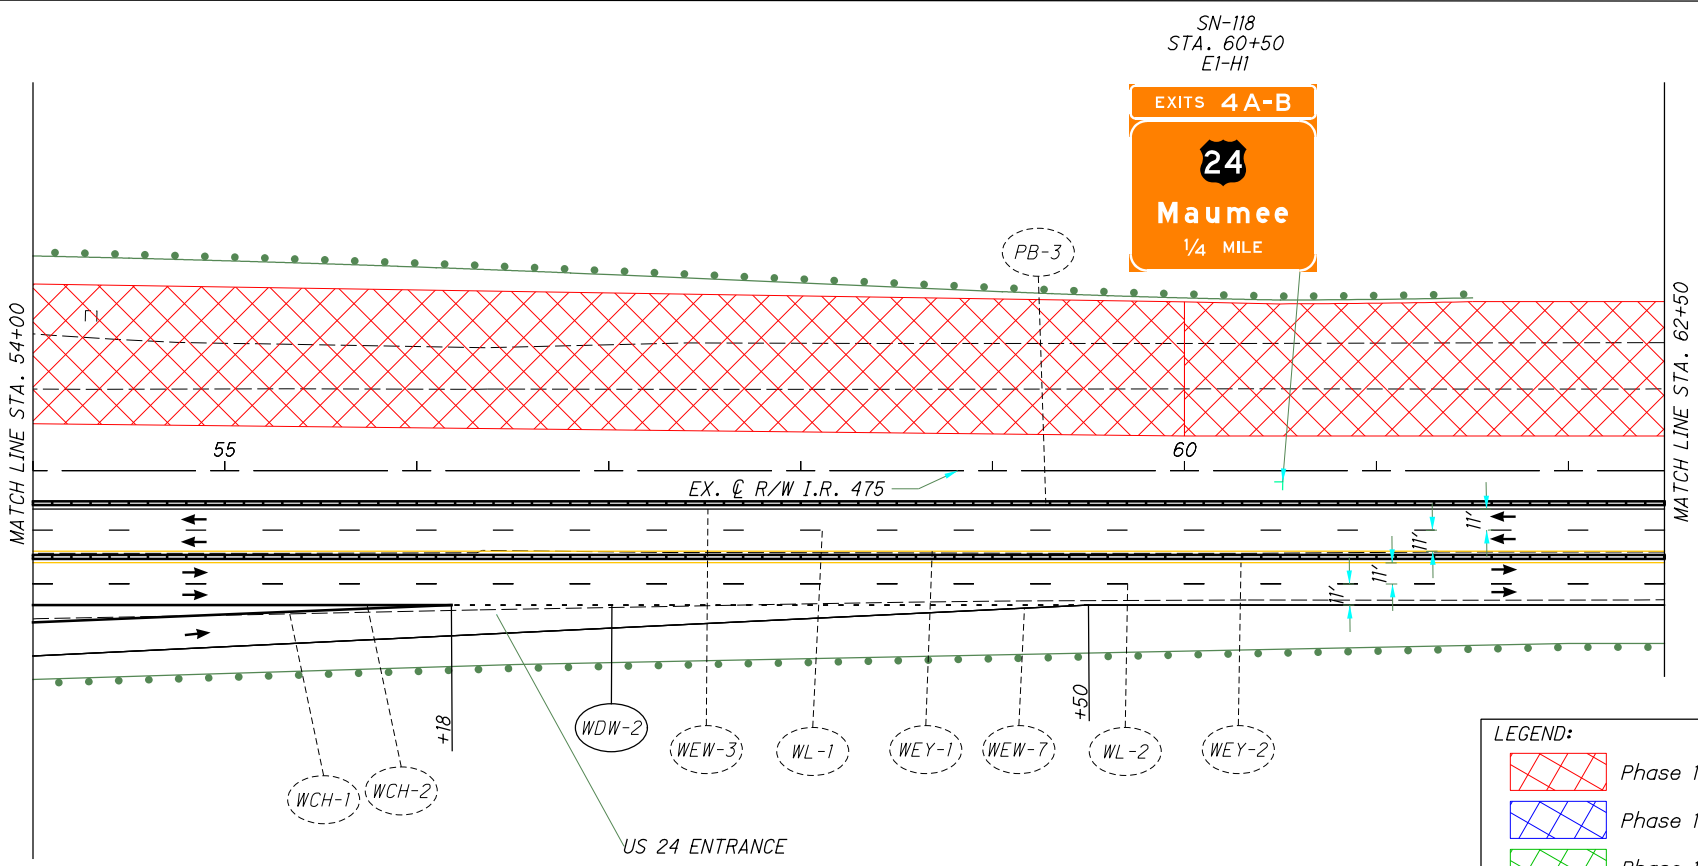 SN-118
STA. 60+50
E1-H1
EXITS 4A-B
24
Maumee
1/4 MILE
PB-3
MATCH LINE STA. 54+00
MATCH LINE STA. 62+50
55
60
EX. ℄ R/W I.R. 475
11'
11'
11'
11'
+18
+50
WDW-2
WEW-3
WL-1
WEY-1
WEW-7
WL-2
WEY-2
WCH-1
WCH-2
US 24 ENTRANCE
LEGEND:
Phase 1
Phase 1